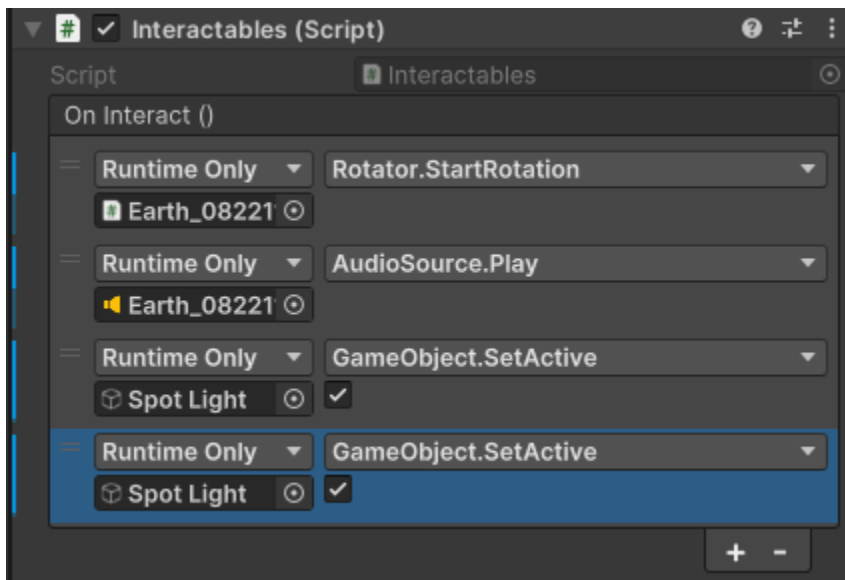 Interactables (Script)
Script Interactables
On Interact ()
Runtime Only Rotator.StartRotation
Earth_08221
Runtime Only AudioSource.Play
Earth_08221
Runtime Only GameObject.SetActive
Spot Light
Runtime Only GameObject.SetActive
Spot Light